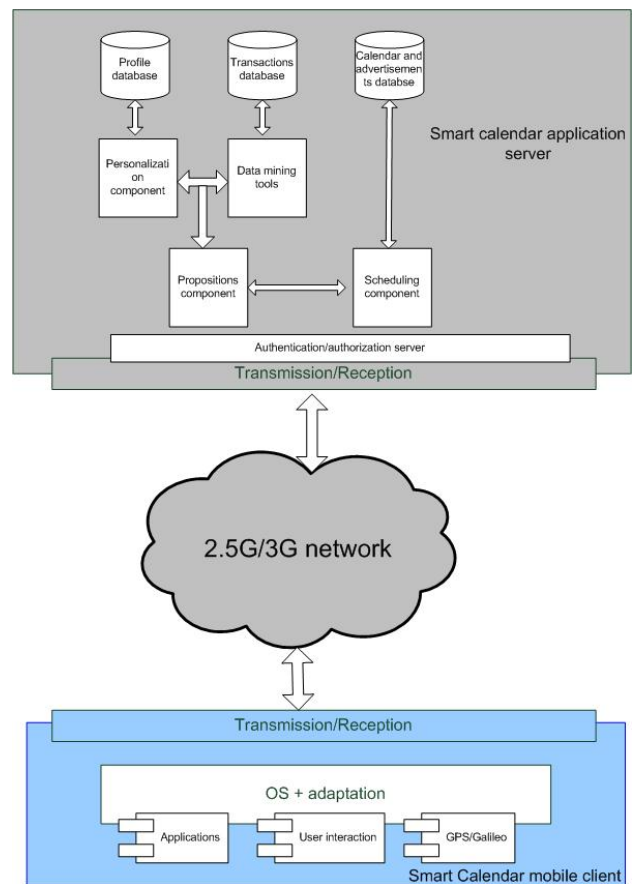 Profile
database
Transactions
database
Calendar and
advertisemen
ts databse
Smart calendar application
server
Personalizati
on
component
Data mining
tools
Propositions
component
Scheduling
component
Authentication/authorization server
Transmission/Reception
2.5G/3G network
Transmission/Reception
OS + adaptation
Applications
User interaction
GPS/Galileo
Smart Calendar mobile client